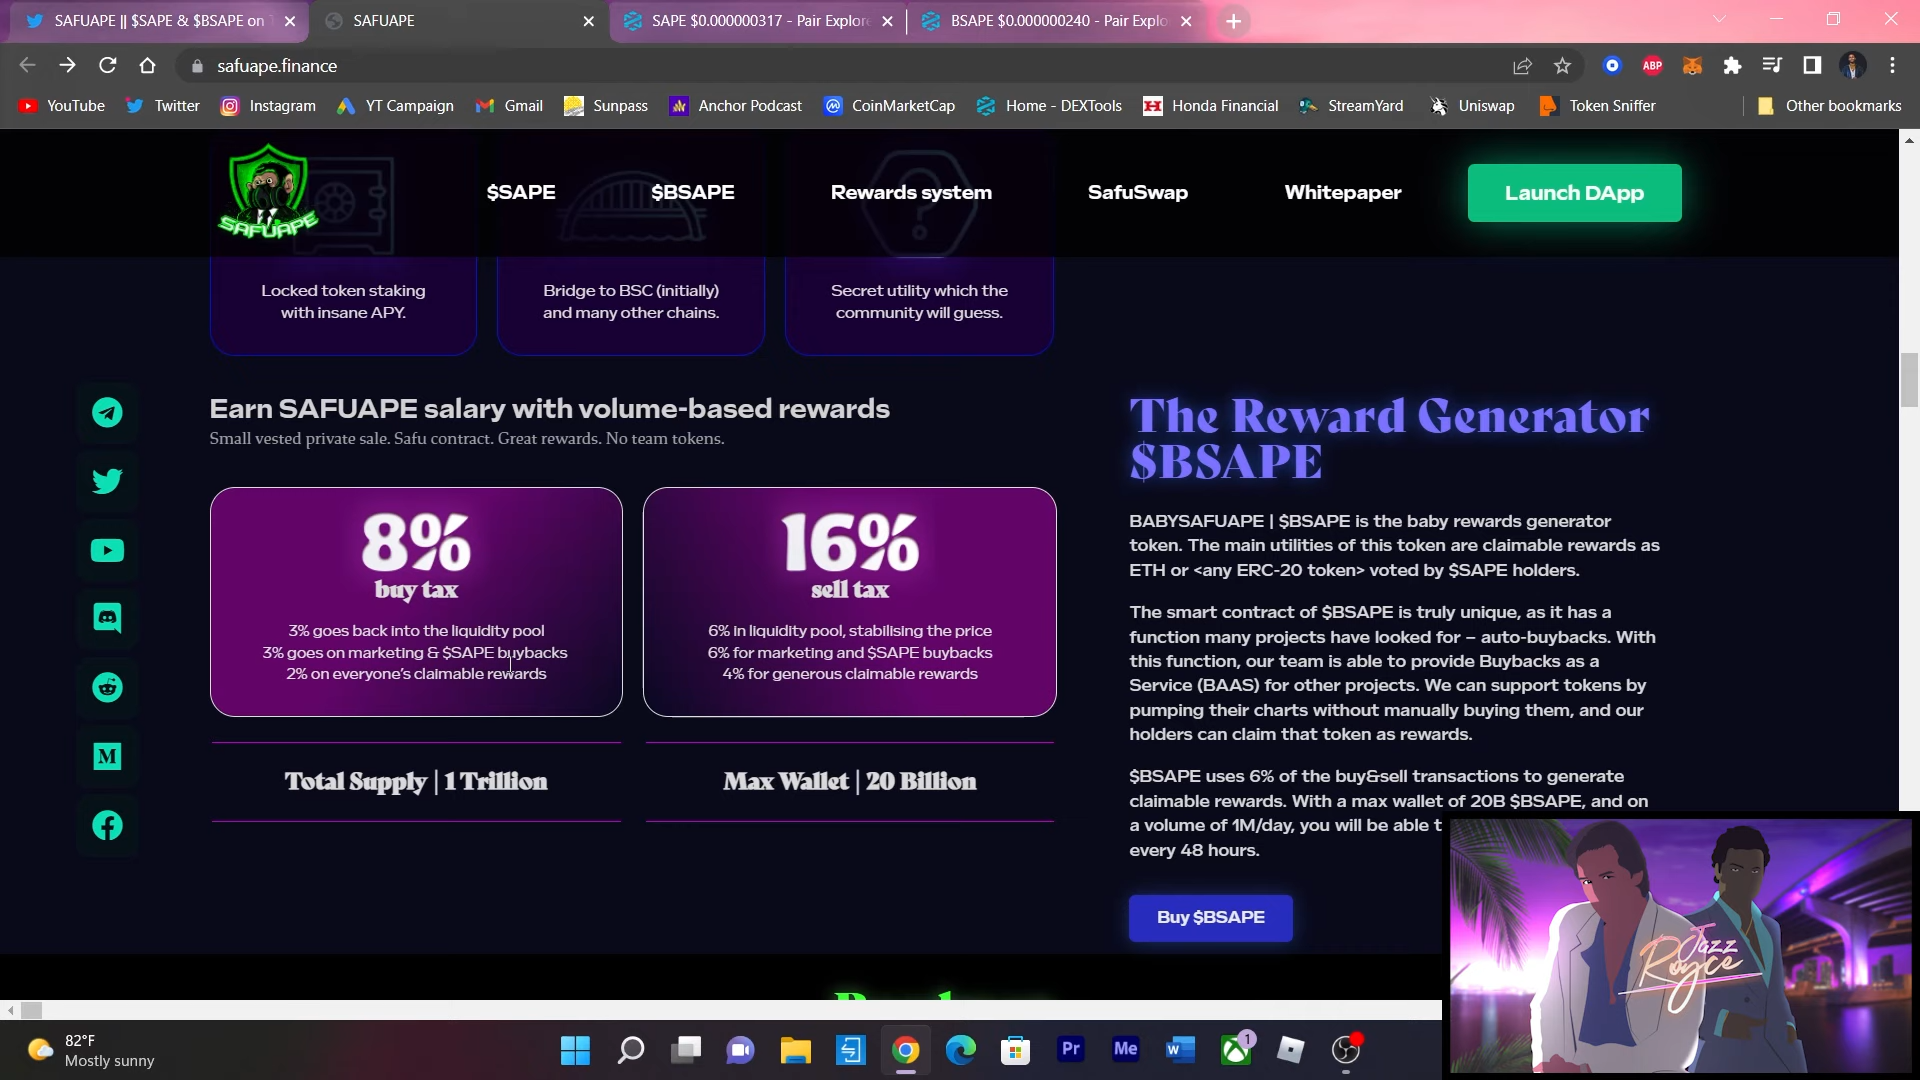 SAFUAPE || $SAPE & $BSAPE on
SAFUAPE
SAPE $0.000000317 - Pair Explore
BSAPE $0.000000240 - Pair Explo
safuape.finance
ABP
YouTube
Twitter
Instagram
YT Campaign
Gmail
Sunpass
Anchor Podcast
CoinMarketCap
Home - DEXTools
Honda Financial
StreamYard
Uniswap
Token Sniffer
Other bookmarks
SAFUAPE
$SAPE
$BSAPE
Rewards system
SafuSwap
Whitepaper
Launch DApp
Locked token staking
with insane APY.
Bridge to BSC (initially)
and many other chains.
Secret utility which the
community will guess.
Earn SAFUAPE salary with volume-based rewards
Small vested private sale. Safu contract. Great rewards. No team tokens.
8%
buy tax
3% goes back into the liquidity pool
3% goes on marketing & $SAPE buybacks
2% on everyone's claimable rewards
16%
sell tax
6% in liquidity pool, stabilising the price
6% for marketing and $SAPE buybacks
4% for generous claimable rewards
Total Supply | 1 Trillion
Max Wallet | 20 Billion
The Reward Generator
$BSAPE
BABYSAFUAPE | $BSAPE is the baby rewards generator
token. The main utilities of this token are claimable rewards as
ETH or <any ERC-20 token> voted by $SAPE holders.
The smart contract of $BSAPE is truly unique, as it has a
function many projects have looked for – auto-buybacks. With
this function, our team is able to provide Buybacks as a
Service (BAAS) for other projects. We can support tokens by
pumping their charts without manually buying them, and our
holders can claim that token as rewards.
$BSAPE uses 6% of the buy&sell transactions to generate
claimable rewards. With a max wallet of 20B $BSAPE, and on
a volume of 1M/day, you will be able
every 48 hours.
Buy $BSAPE
Jazz
Royce
82°F
Mostly sunny
Pr
Me
W
1